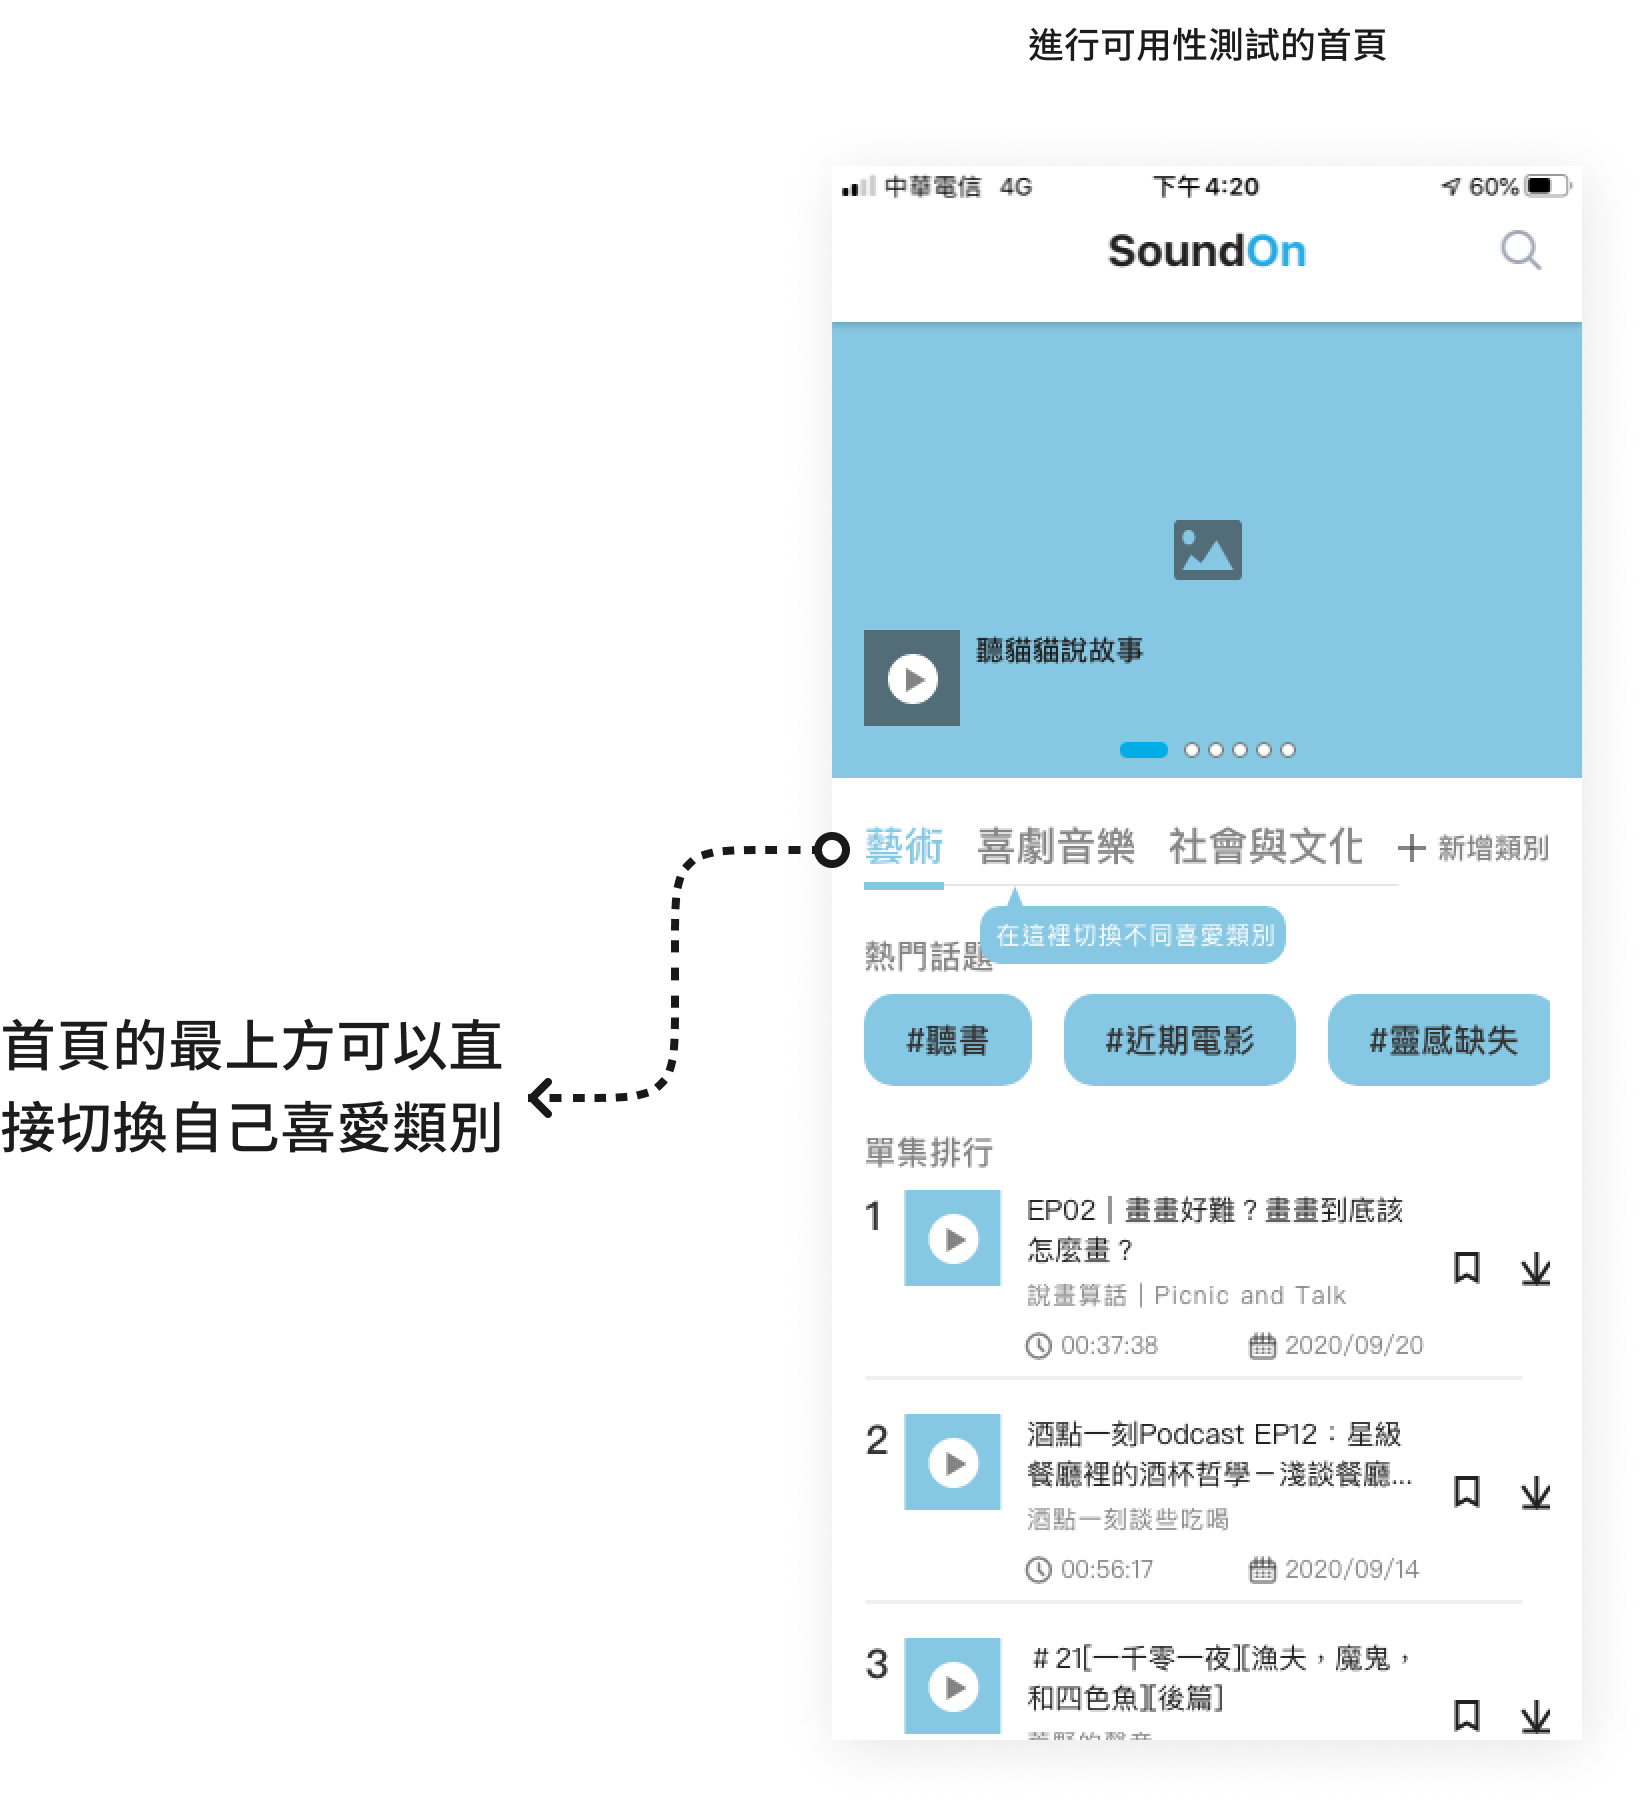 進行可用性測試的首頁
中華電信 4G 下午4:20 60%
SoundOn
聽貓貓說故事
藝術 喜劇音樂 社會與文化 新增類別
在這裡切換不同喜愛類別
熱門話題
#聽書 #近期電影 #靈感缺失
首頁的最上方可以直
接切換自己喜愛類別
單集排行
1
EP02｜畫畫好難？畫畫到底該
怎麼畫？
說畫算話｜Picnic and Talk
00:37:38 2020/09/20
2
酒點一刻Podcast EP12：星級
餐廳裡的酒杯哲學－淺談餐廳...
酒點一刻談些吃喝
00:56:17 2020/09/14
3
＃21[一千零一夜][漁夫，魔鬼，
和四色魚][後篇]